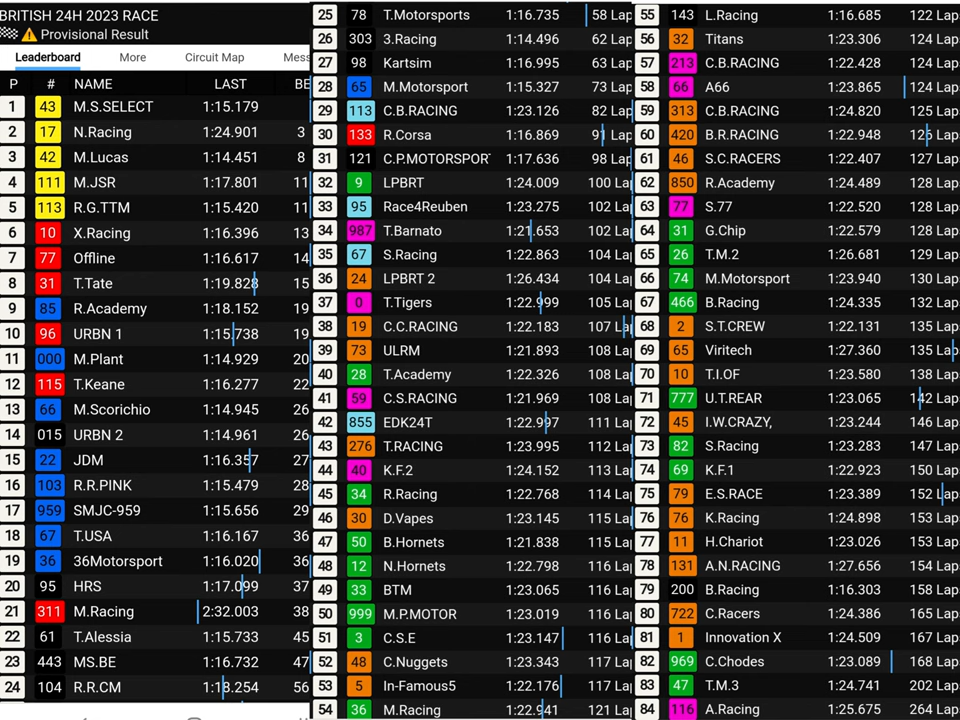 BRITISH 24H 2023 RACE
Provisional Result
Leaderboard More Circuit Map Mess
P # NAME LAST BE
1 43 M.S.SELECT 1:15.179
2 17 N.Racing 1:24.901 3
3 42 M.Lucas 1:14.451 8
4 111 M.JSR 1:17.801 11
5 113 R.G.TTM 1:15.420 11
6 10 X.Racing 1:16.396 13
7 77 Offline 1:16.617 14
8 31 T.Tate 1:19.828 15
9 85 R.Academy 1:18.152 19
10 96 URBN 1 1:15.738 19
11 000 M.Plant 1:14.929 20
12 115 T.Keane 1:16.277 22
13 66 M.Scorichio 1:14.945 26
14 015 URBN 2 1:14.961 26
15 22 JDM 1:16.357 27
16 103 R.R.PINK 1:15.479 28
17 959 SMJC-959 1:15.656 29
18 67 T.USA 1:16.167 36
19 36 36Motorsport 1:16.020 36
20 95 HRS 1:17.099 37
21 311 M.Racing 2:32.003 38
22 61 T.Alessia 1:15.733 45
23 443 MS.BE 1:16.732 47
24 104 R.R.CM 1:18.254 56
25 78 T.Motorsports 1:16.735 58 Lap
26 303 3.Racing 1:14.496 62 Lap
27 98 Kartsim 1:16.995 63 Lap
28 65 M.Motorsport 1:15.327 73 Lap
29 113 C.B.RACING 1:23.126 82 Lap
30 133 R.Corsa 1:16.869 91 Lap
31 121 C.P.MOTORSPORT 1:17.636 98 Lap
32 9 LPBRT 1:24.009 100 Lap
33 95 Race4Reuben 1:23.275 102 Lap
34 987 T.Barnato 1:21.653 102 Lap
35 67 S.Racing 1:22.863 104 Lap
36 24 LPBRT 2 1:26.434 104 Lap
37 0 T.Tigers 1:22.999 105 Lap
38 19 C.C.RACING 1:22.183 107 Lap
39 73 ULRM 1:21.893 108 Lap
40 28 T.Academy 1:22.326 108 Lap
41 59 C.S.RACING 1:21.969 108 Lap
42 855 EDK24T 1:22.997 111 Lap
43 276 T.RACING 1:23.995 112 Lap
44 40 K.F.2 1:24.152 113 Lap
45 34 R.Racing 1:22.768 114 Lap
46 30 D.Vapes 1:23.145 115 Lap
47 50 B.Hornets 1:21.838 115 Lap
48 12 N.Hornets 1:22.798 116 Lap
49 33 BTM 1:23.065 116 Lap
50 999 M.P.MOTOR 1:23.019 116 Lap
51 3 C.S.E 1:23.147 116 Lap
52 48 C.Nuggets 1:23.343 117 Lap
53 5 In-Famous5 1:22.176 117 Lap
54 36 M.Racing 1:22.941 121 Lap
55 143 L.Racing 1:16.685 122 Lap
56 32 Titans 1:23.306 124 Lap
57 213 C.B.RACING 1:22.428 124 Lap
58 66 A66 1:23.865 124 Lap
59 313 C.B.RACING 1:24.820 125 Lap
60 420 B.R.RACING 1:22.948 126 Lap
61 46 S.C.RACERS 1:22.407 127 Lap
62 850 R.Academy 1:24.489 128 Lap
63 77 S.77 1:22.520 128 Lap
64 31 G.Chip 1:22.579 128 Lap
65 26 T.M.2 1:26.681 129 Lap
66 74 M.Motorsport 1:23.940 130 Lap
67 466 B.Racing 1:24.335 132 Lap
68 2 S.T.CREW 1:22.131 135 Lap
69 65 Viritech 1:27.360 135 Lap
70 10 T.I.OF 1:23.580 138 Lap
71 777 U.T.REAR 1:23.065 142 Lap
72 45 I.W.CRAZY, 1:23.244 146 Lap
73 82 S.Racing 1:23.283 147 Lap
74 69 K.F.1 1:22.923 150 Lap
75 79 E.S.RACE 1:23.389 152 Lap
76 76 K.Racing 1:24.898 153 Lap
77 11 H.Chariot 1:23.026 153 Lap
78 131 A.N.RACING 1:27.656 154 Lap
79 200 B.Racing 1:16.303 158 Lap
80 722 C.Racers 1:24.386 165 Lap
81 1 Innovation X 1:24.509 167 Lap
82 969 C.Chodes 1:23.089 168 Lap
83 47 T.M.3 1:24.741 202 Lap
84 116 A.Racing 1:25.675 264 Lap